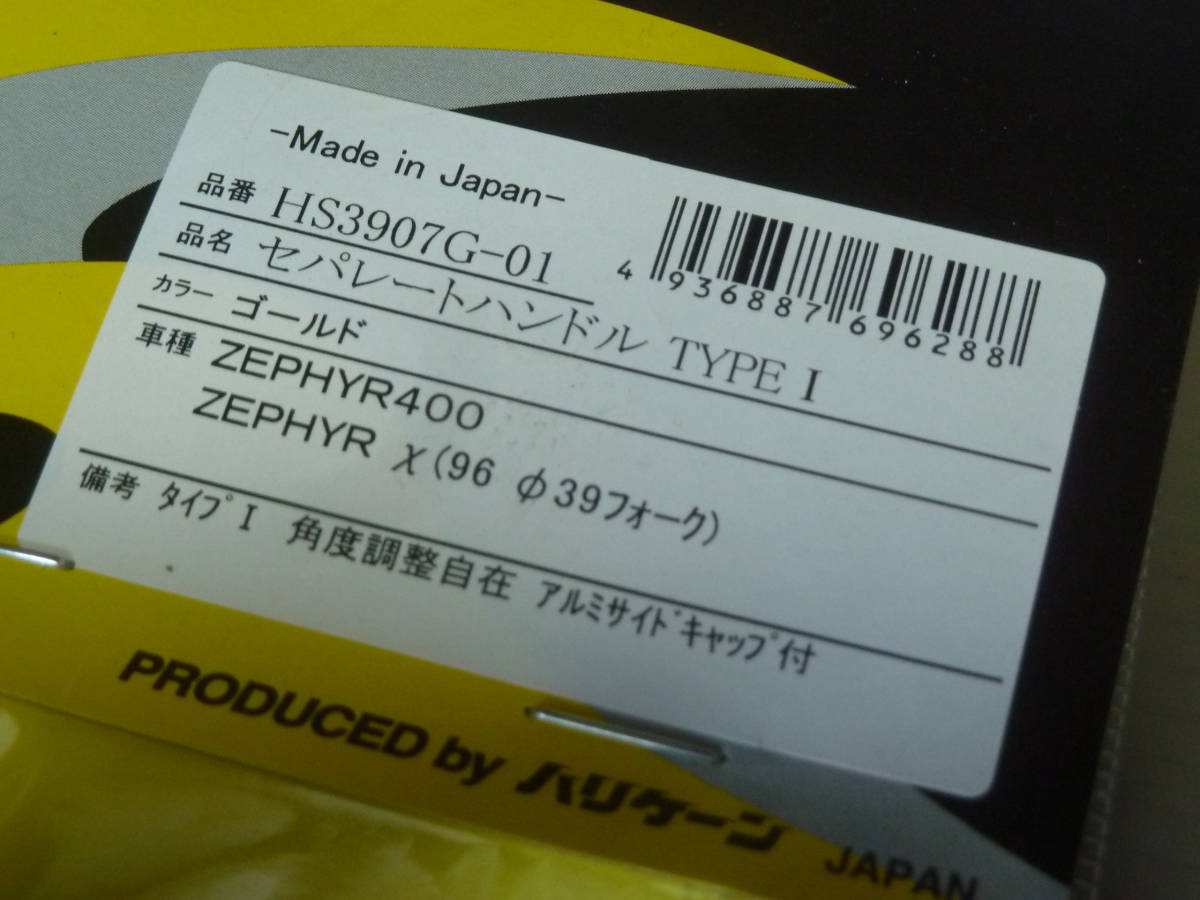 -Made in Japan-
品番 HS3907G-01
4 936887 696288
品名 セパレートハンドル TYPE I
カラー ゴールド
車種 ZEPHYR400
ZEPHYR χ(96 φ39フォーク)
備考 タイプI 角度調整自在 アルミサイドキャップ付
PRODUCED by ハリケーン
JAPAN